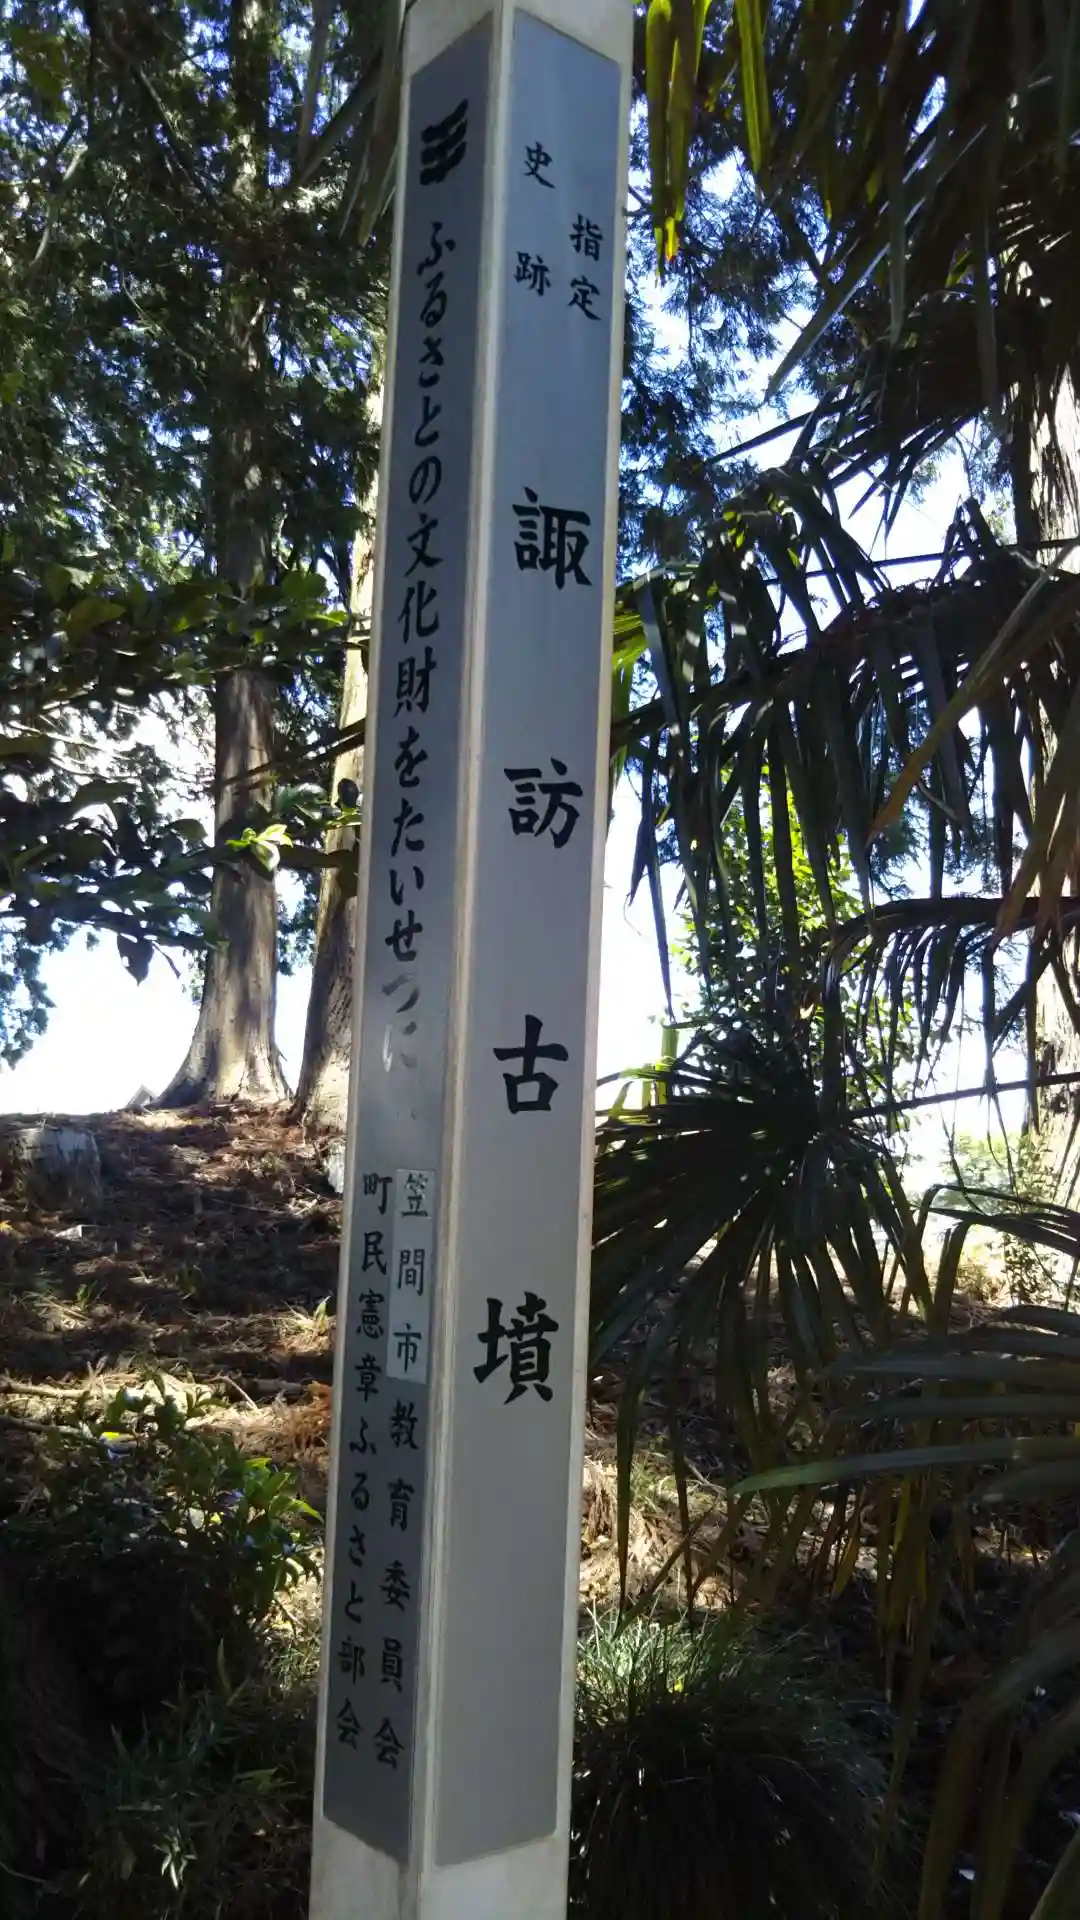 指定
史跡
諏訪古墳
ふるさとの文化財をたいせつに
笠間市教育委員会
町民憲章ふるさと部会